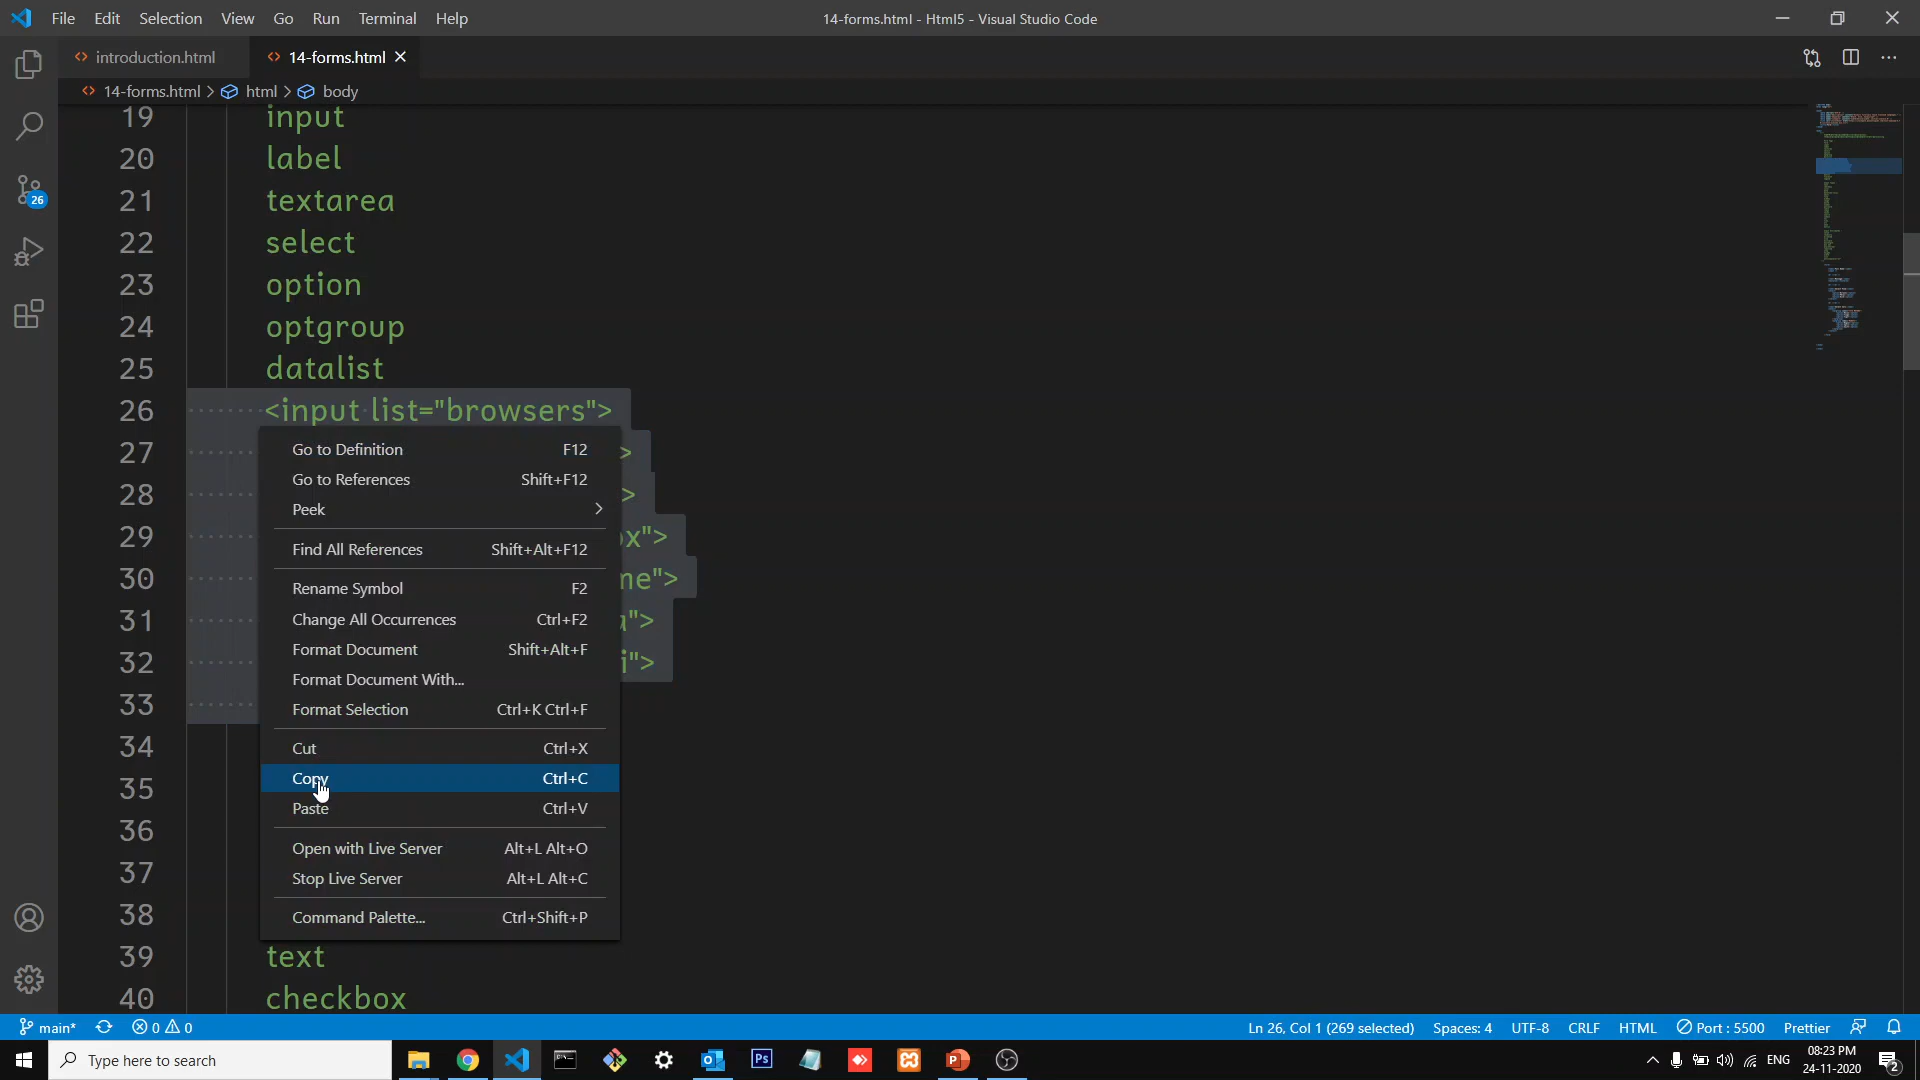 File Edit Selection View Go Run Terminal Help
14-forms.html - Html5 - Visual Studio Code
introduction.html
14-forms.html
14-forms.html > html > body
19 input
20 label
21 textarea
22 select
23 option
24 optgroup
25 datalist
26 <input list="browsers">
27 >
28 >
29 ox">
30 me">
31 a">
32 i">
33
34
35
36
37
38
39 text
40 checkbox
Go to Definition F12
Go to References Shift+F12
Peek
Find All References Shift+Alt+F12
Rename Symbol F2
Change All Occurrences Ctrl+F2
Format Document Shift+Alt+F
Format Document With...
Format Selection Ctrl+K Ctrl+F
Cut Ctrl+X
Copy Ctrl+C
Paste Ctrl+V
Open with Live Server Alt+L Alt+O
Stop Live Server Alt+L Alt+C
Command Palette... Ctrl+Shift+P
26
main* 0 0
Ln 26, Col 1 (269 selected) Spaces: 4 UTF-8 CRLF HTML Port : 5500 Prettier
Type here to search
Ps
ENG
08:23 PM
24-11-2020
2